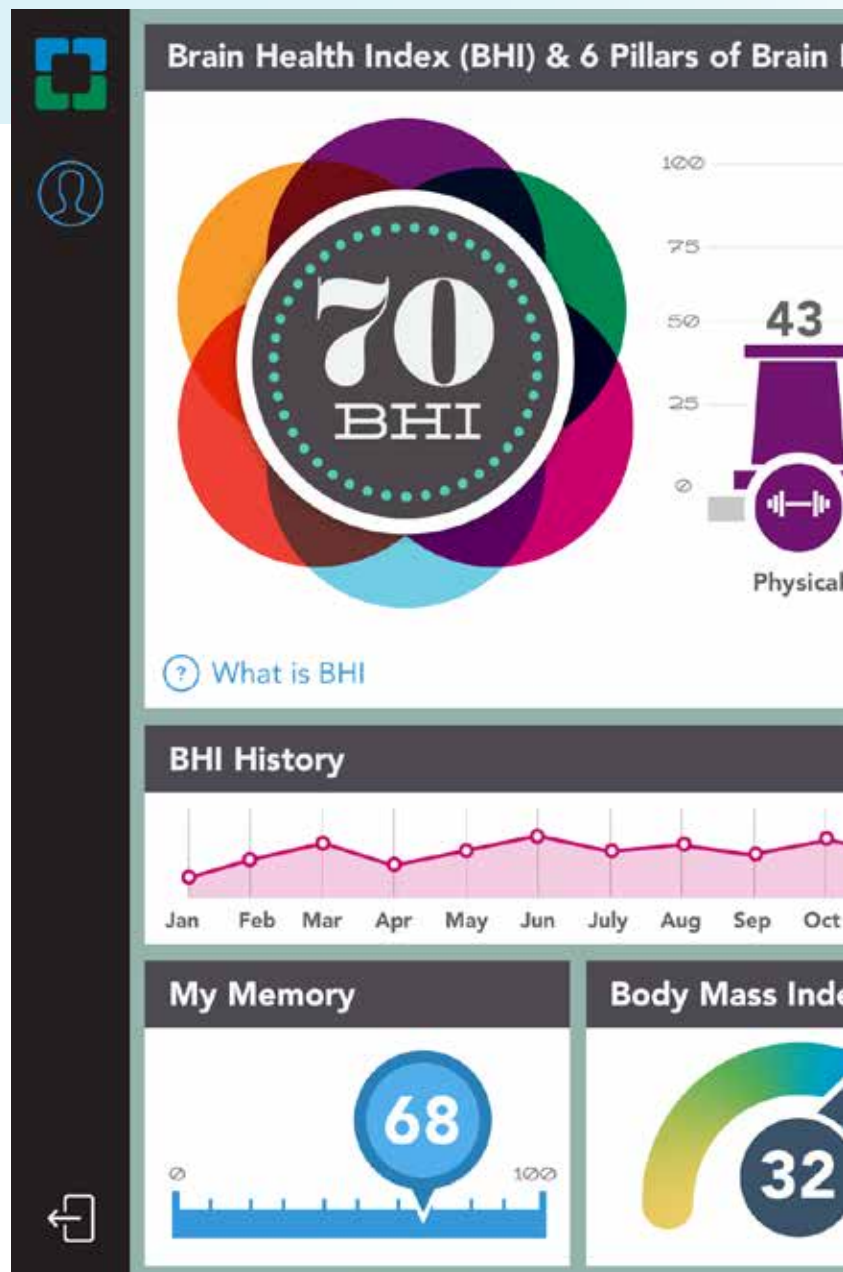 Brain Health Index (BHI) & 6 Pillars of Brain
70
BHI
100
75
50
25
0
43
Physical
? What is BHI
BHI History
Jan Feb Mar Apr May Jun July Aug Sep Oct
My Memory
68
0 100
Body Mass Inde
32